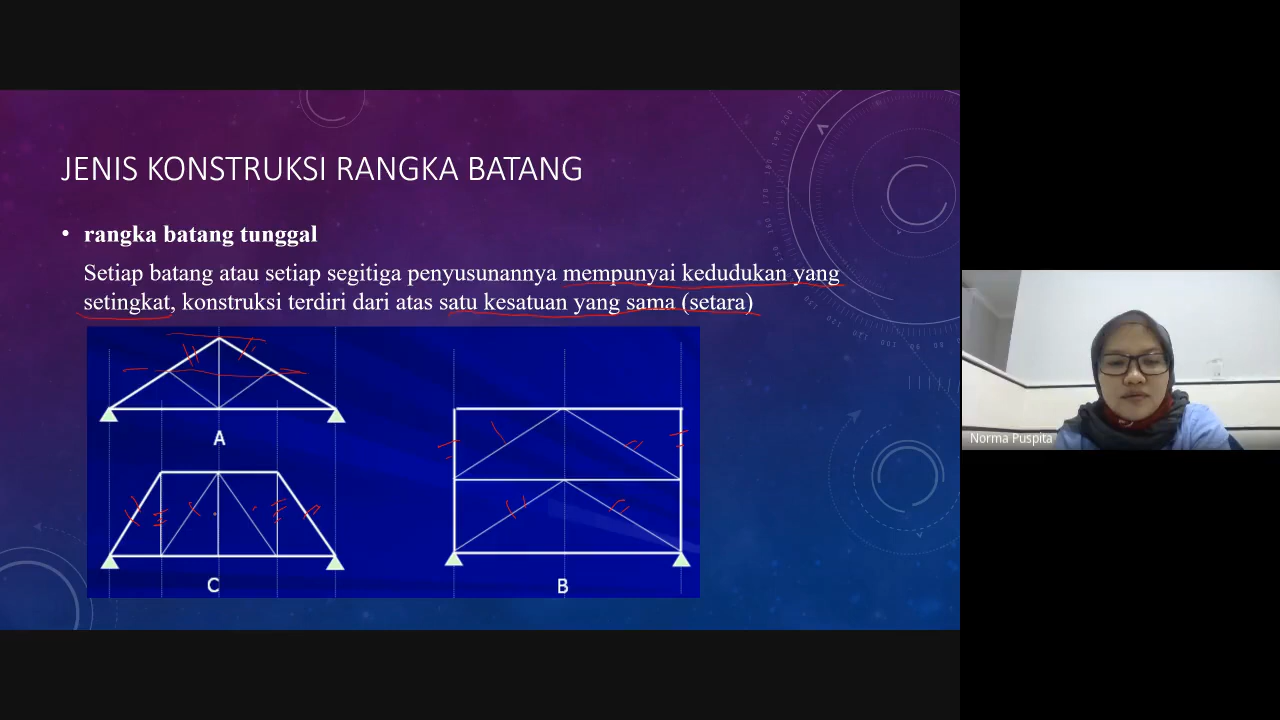 JENIS KONSTRUKSI RANGKA BATANG
• rangka batang tunggal
Setiap batang atau setiap segitiga penyusunannya mempunyai kedudukan yang
setingkat, konstruksi terdiri dari atas satu kesatuan yang sama (setara)
A
C
B
Norma Puspita